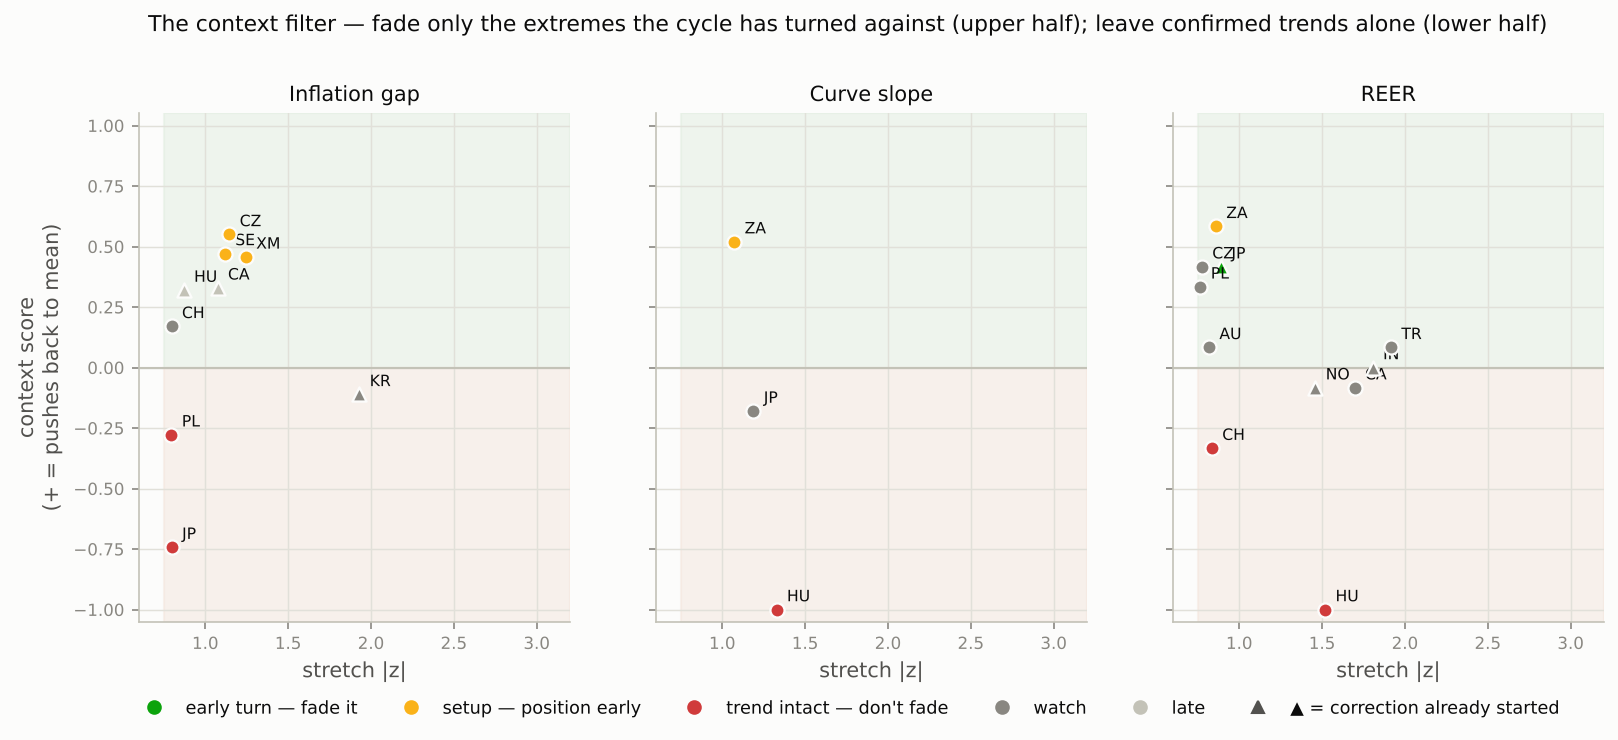 The context filter — fade only the extremes the cycle has turned against (upper half); leave confirmed trends alone (lower half)
Inflation gap
Curve slope
REER
context score
(+ = pushes back to mean)
1.00
0.75
0.50
0.25
0.00
−0.25
−0.50
−0.75
−1.00
CZ
SE
XM
HU
CA
CH
KR
PL
JP
1.0
1.5
2.0
2.5
3.0
stretch |z|
ZA
JP
HU
1.0
1.5
2.0
2.5
3.0
stretch |z|
ZA
CZ
JP
PL
AU
TR
IN
NO
CA
CH
HU
1.0
1.5
2.0
2.5
3.0
stretch |z|
early turn — fade it
setup — position early
trend intact — don't fade
watch
late
▲ = correction already started